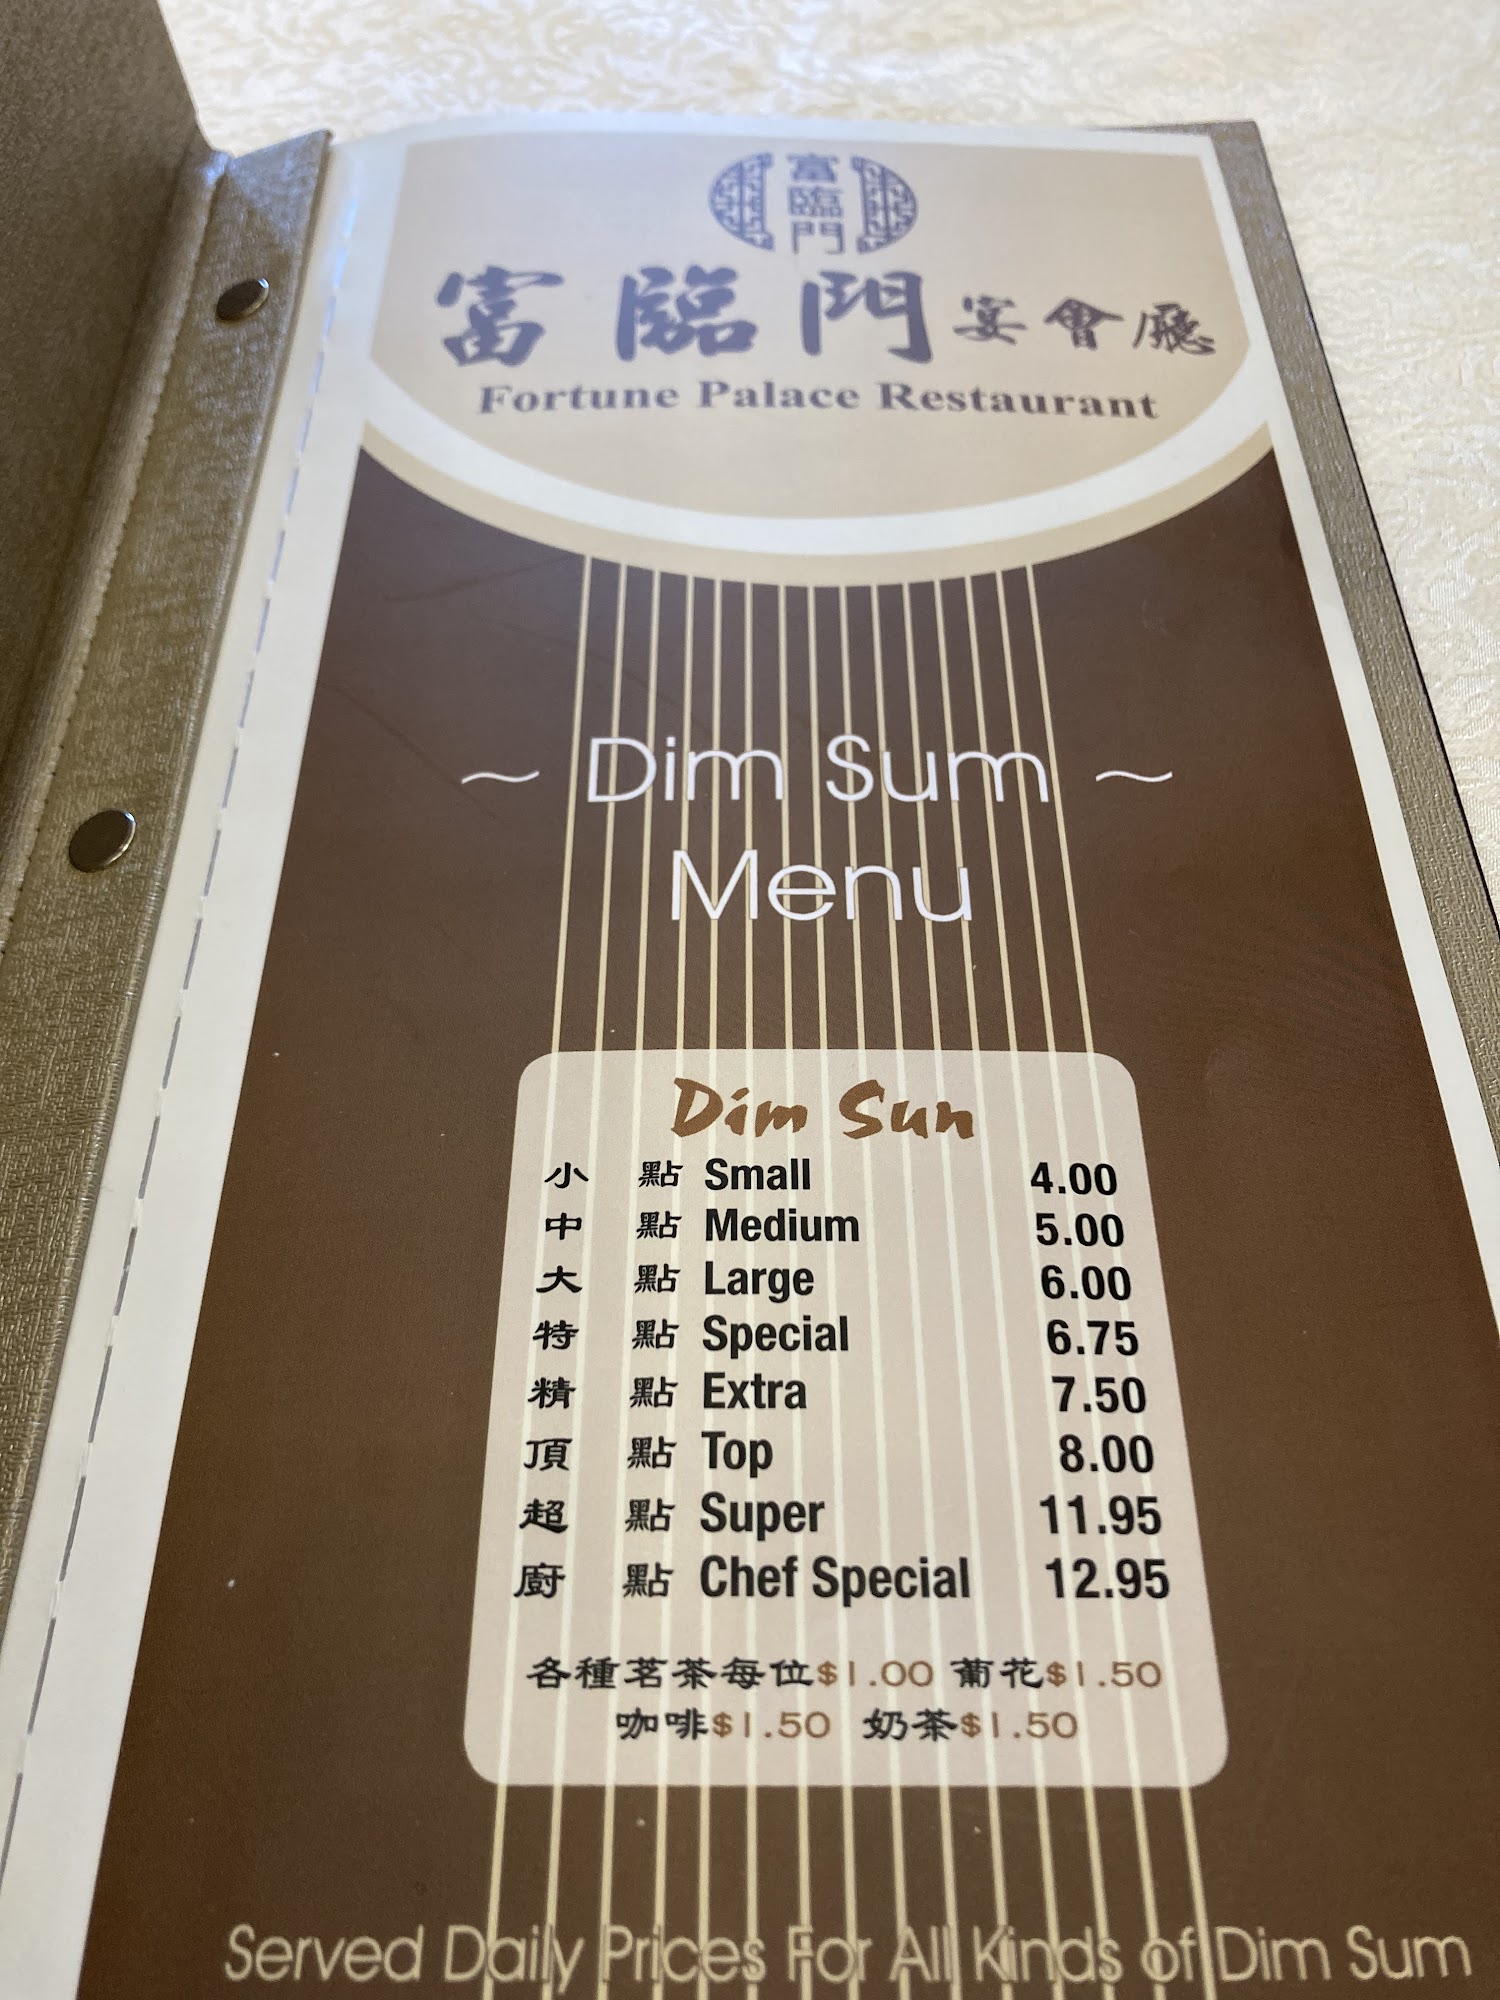 富臨門
富臨門 宴會廳
Fortune Palace Restaurant
~ Dim Sum ~
Menu
Dim Sun
小 點 Small 4.00
中 點 Medium 5.00
大 點 Large 6.00
特 點 Special 6.75
精 點 Extra 7.50
頂 點 Top 8.00
超 點 Super 11.95
廚 點 Chef Special 12.95
各種茗茶每位$1.00 葡花$1.50
咖啡$1.50 奶茶$1.50
Served Daily Prices For All Kinds of Dim Sum